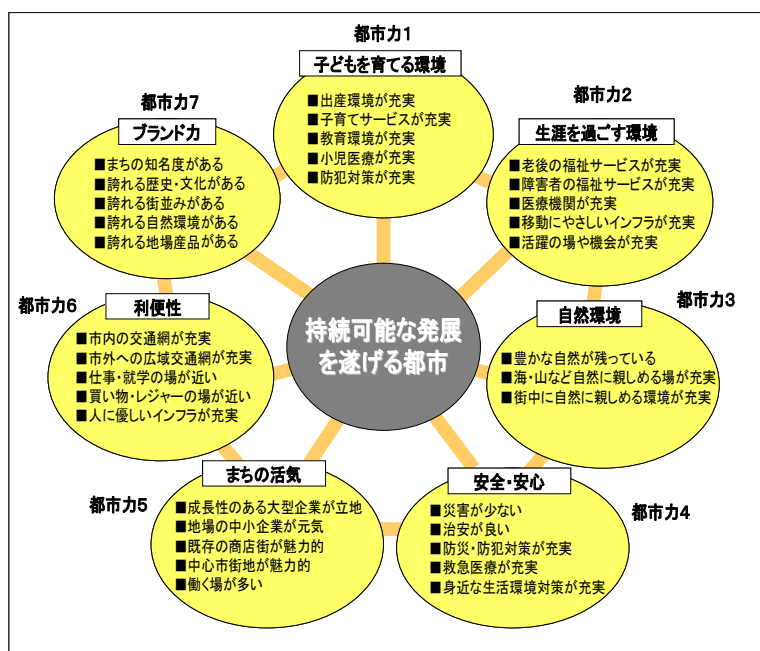 都市力1
子どもを育てる環境
■出産環境が充実
■子育てサービスが充実
■教育環境が充実
■小児医療が充実
■防犯対策が充実
都市力2
生涯を過ごす環境
■老後の福祉サービスが充実
■障害者の福祉サービスが充実
■医療機関が充実
■移動にやさしいインフラが充実
■活躍の場や機会が充実
都市力3
自然環境
■豊かな自然が残っている
■海・山など自然に親しめる場が充実
■街中に自然に親しめる環境が充実
都市力4
安全・安心
■災害が少ない
■治安が良い
■防災・防犯対策が充実
■救急医療が充実
■身近な生活環境対策が充実
都市力5
まちの活気
■成長性のある大型企業が立地
■地場の中小企業が元気
■既存の商店街が魅力的
■中心市街地が魅力的
■働く場が多い
都市力6
利便性
■市内の交通網が充実
■市外への広域交通網が充実
■仕事・就学の場が近い
■買い物・レジャーの場が近い
■人に優しいインフラが充実
都市力7
ブランド力
■まちの知名度がある
■誇れる歴史・文化がある
■誇れる街並みがある
■誇れる自然環境がある
■誇れる地場産品がある
持続可能な発展
を遂げる都市